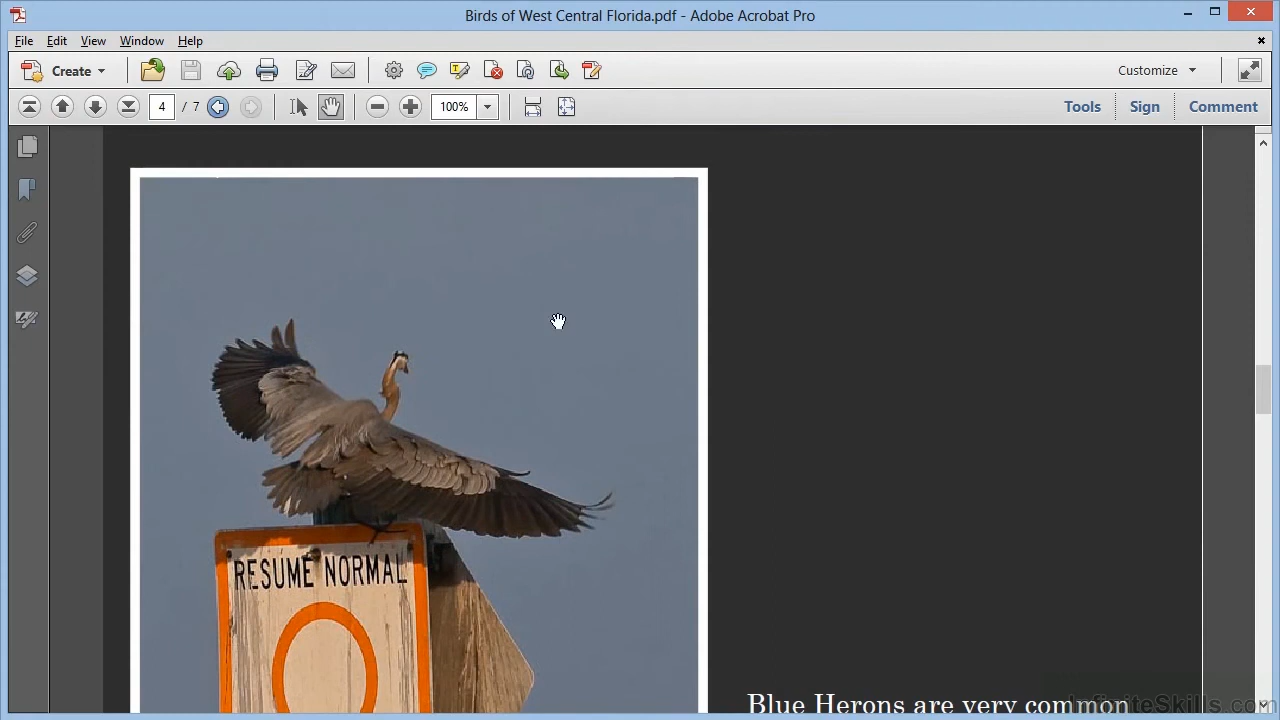 Birds of West Central Florida.pdf - Adobe Acrobat Pro
File Edit View Window Help
Create
Customize
4 / 7
100%
Tools Sign Comment
RESUME NORMAL
Blue Herons are very common
InfiniteSkills.com